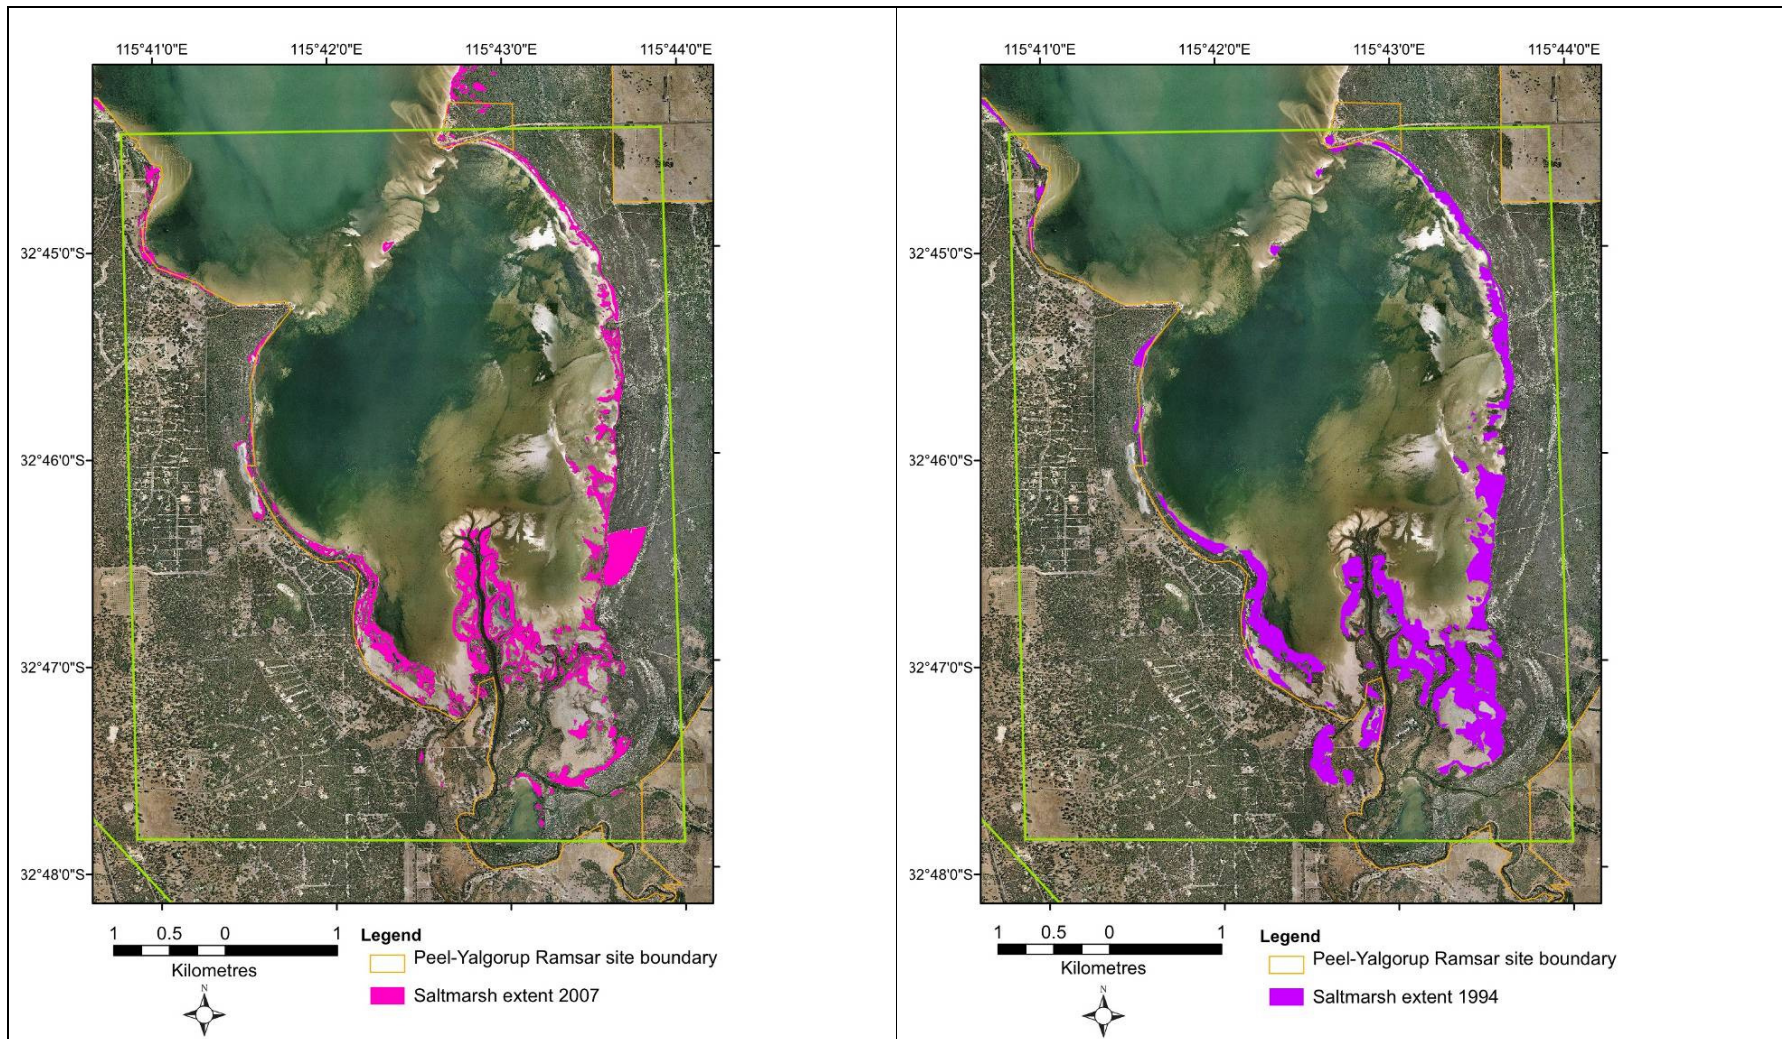 115°41'0"E 115°42'0"E 115°43'0"E 115°44'0"E
32°45'0"S
32°46'0"S
32°47'0"S
32°48'0"S
1 0.5 0 1
Kilometres
N
Legend
Peel-Yalgorup Ramsar site boundary
Saltmarsh extent 2007
115°41'0"E 115°42'0"E 115°43'0"E 115°44'0"E
32°45'0"S
32°46'0"S
32°47'0"S
32°48'0"S
1 0.5 0 1
Kilometres
N
Legend
Peel-Yalgorup Ramsar site boundary
Saltmarsh extent 1994